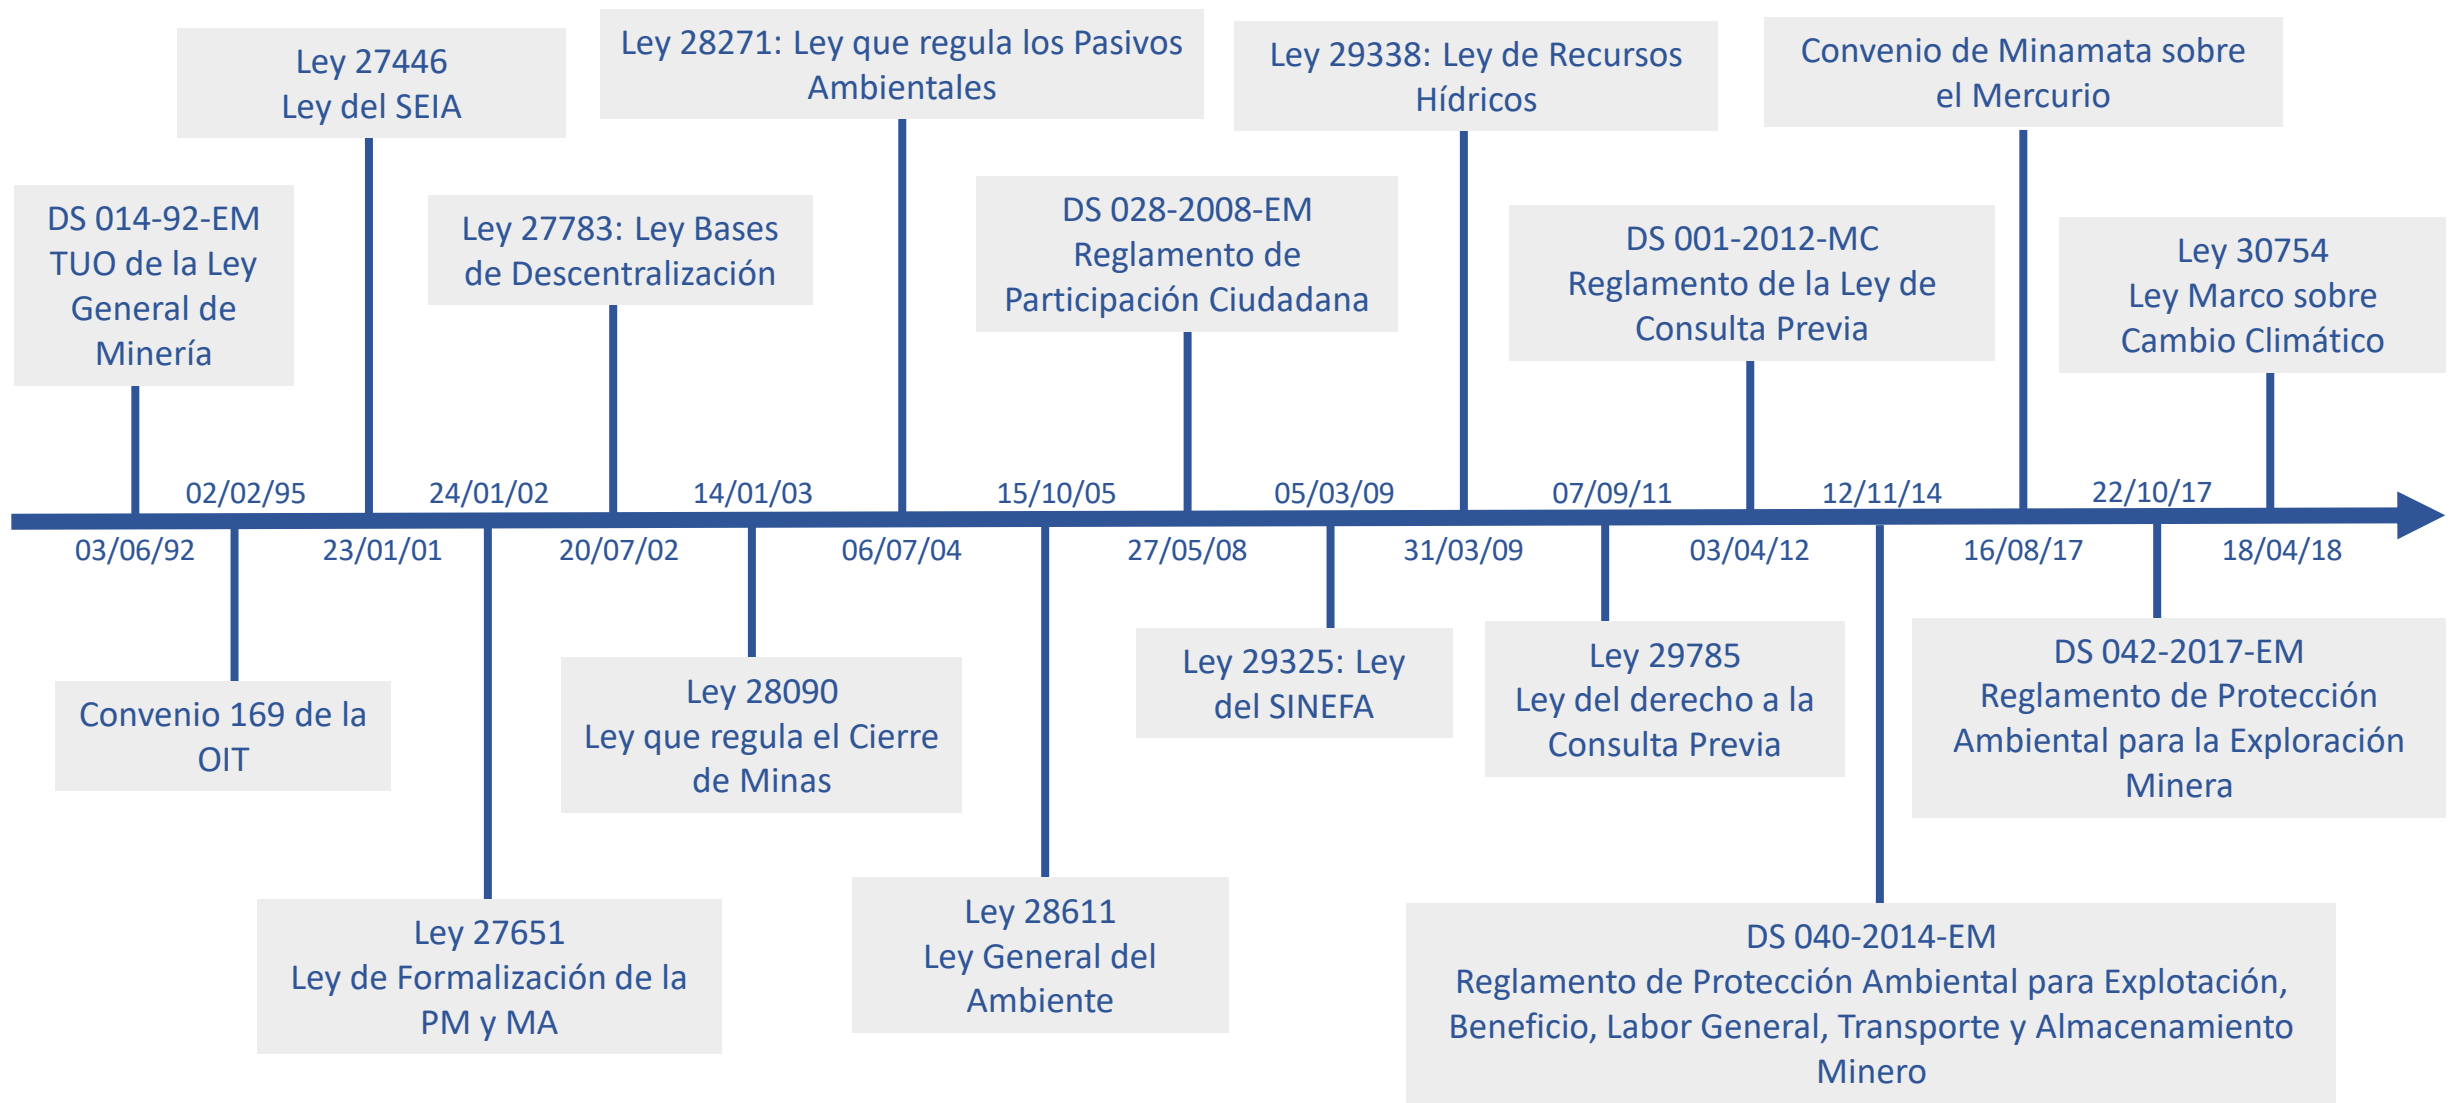 DS 014-92-EM
TUO de la Ley
General de
Minería
Ley 27446
Ley del SEIA
Ley 27783: Ley Bases
de Descentralización
Ley 28271: Ley que regula los Pasivos
Ambientales
DS 028-2008-EM
Reglamento de
Participación Ciudadana
Ley 29338: Ley de Recursos
Hídricos
DS 001-2012-MC
Reglamento de la Ley de
Consulta Previa
Convenio de Minamata sobre
el Mercurio
Ley 30754
Ley Marco sobre
Cambio Climático
02/02/95
24/01/02
14/01/03
15/10/05
05/03/09
07/09/11
12/11/14
22/10/17
03/06/92
23/01/01
20/07/02
06/07/04
27/05/08
31/03/09
03/04/12
16/08/17
18/04/18
Convenio 169 de la
OIT
Ley 27651
Ley de Formalización de la
PM y MA
Ley 28090
Ley que regula el Cierre
de Minas
Ley 28611
Ley General del
Ambiente
Ley 29325: Ley
del SINEFA
Ley 29785
Ley del derecho a la
Consulta Previa
DS 040-2014-EM
Reglamento de Protección Ambiental para Explotación,
Beneficio, Labor General, Transporte y Almacenamiento
Minero
DS 042-2017-EM
Reglamento de Protección
Ambiental para la Exploración
Minera